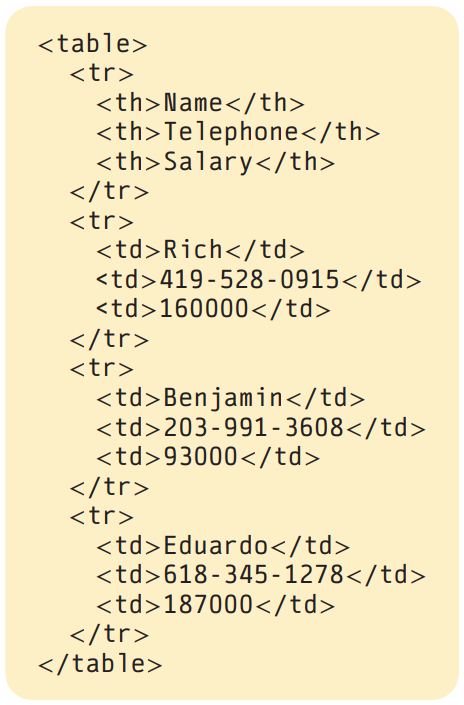 <table>
<tr>
<th>Name</th>
<th>Telephone</th>
<th>Salary</th>
</tr>
<tr>
<td>Rich</td>
<td>419-528-0915</td>
<td>160000</td>
</tr>
<tr>
<td>Benjamin</td>
<td>203-991-3608</td>
<td>93000</td>
</tr>
<tr>
<td>Eduardo</td>
<td>618-345-1278</td>
<td>187000</td>
</tr>
</table>